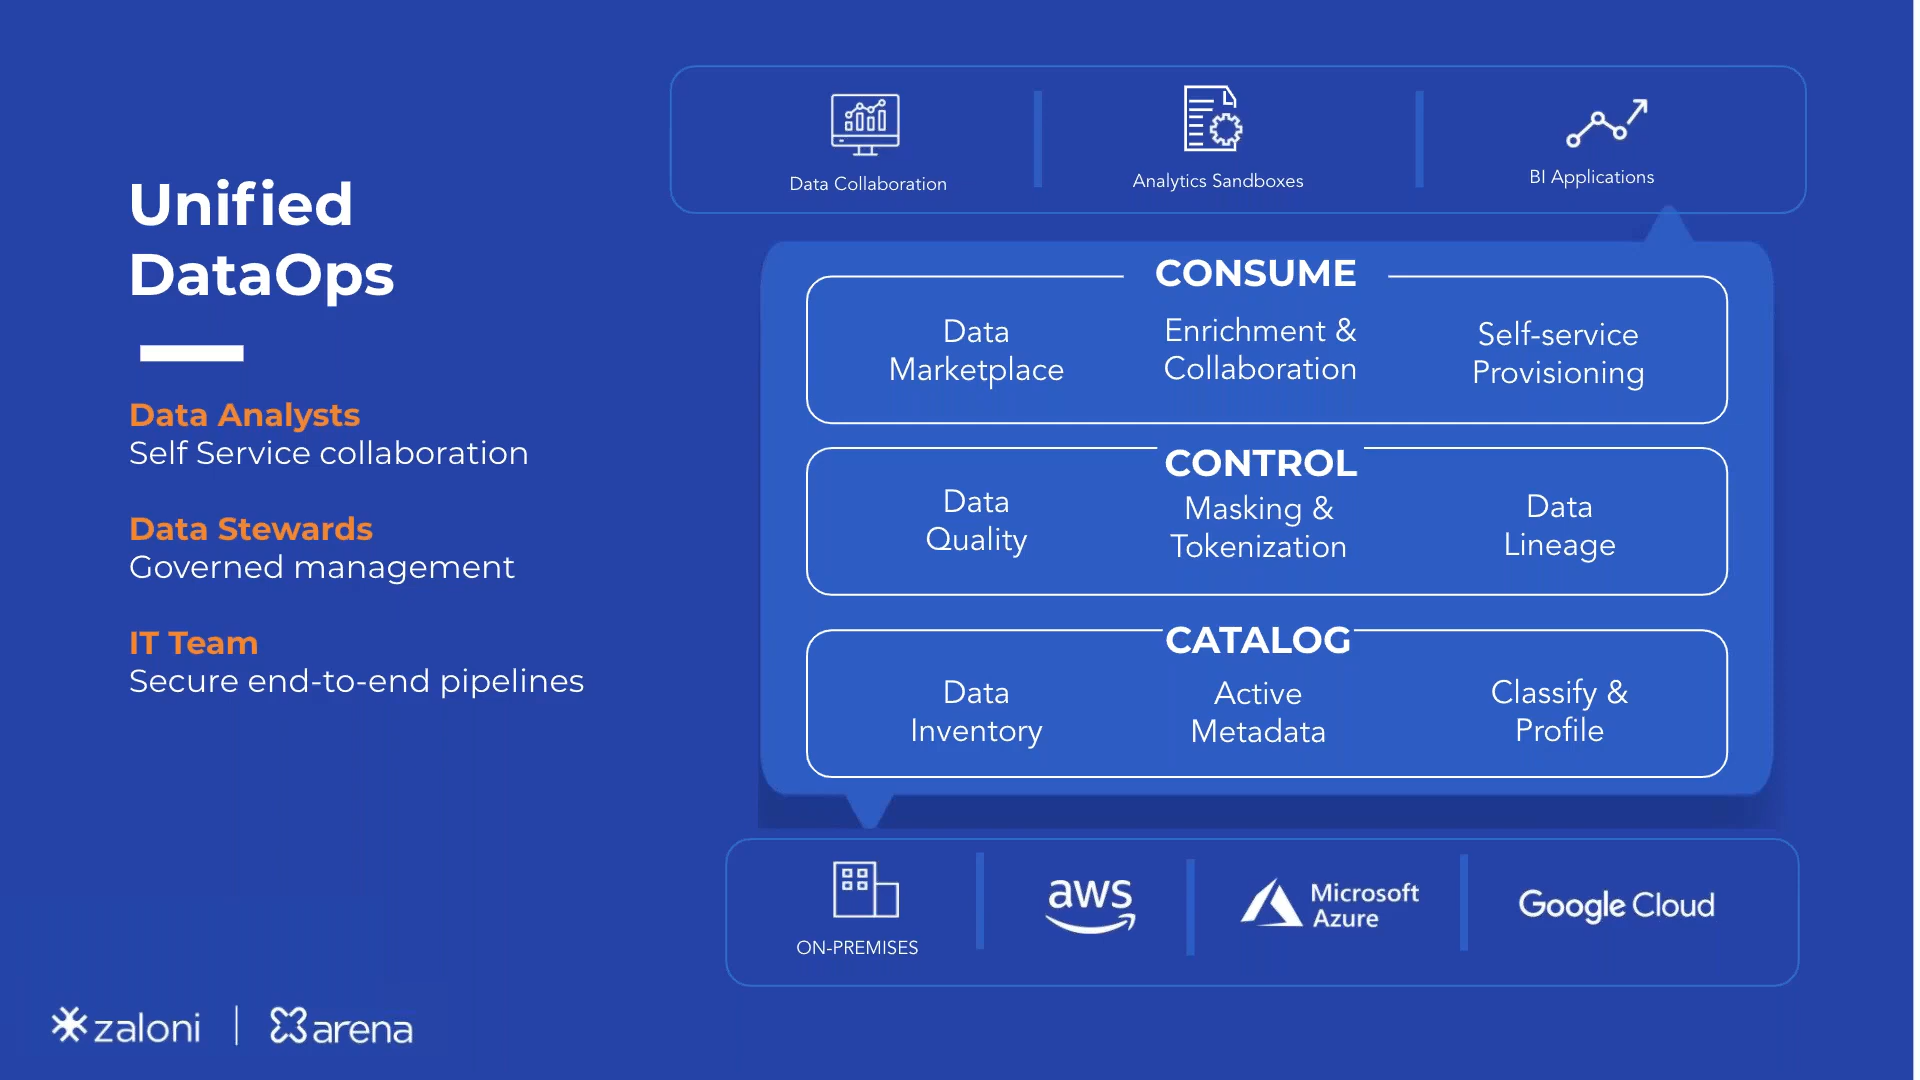 Unified
DataOps
Data Analysts
Self Service collaboration
Data Stewards
Governed management
IT Team
Secure end-to-end pipelines
Data Collaboration
Analytics Sandboxes
BI Applications
CONSUME
Data
Marketplace
Enrichment &
Collaboration
Self-service
Provisioning
CONTROL
Data
Quality
Masking &
Tokenization
Data
Lineage
CATALOG
Data
Inventory
Active
Metadata
Classify &
Profile
ON-PREMISES
aws
Microsoft
Azure
Google Cloud
zaloni
arena